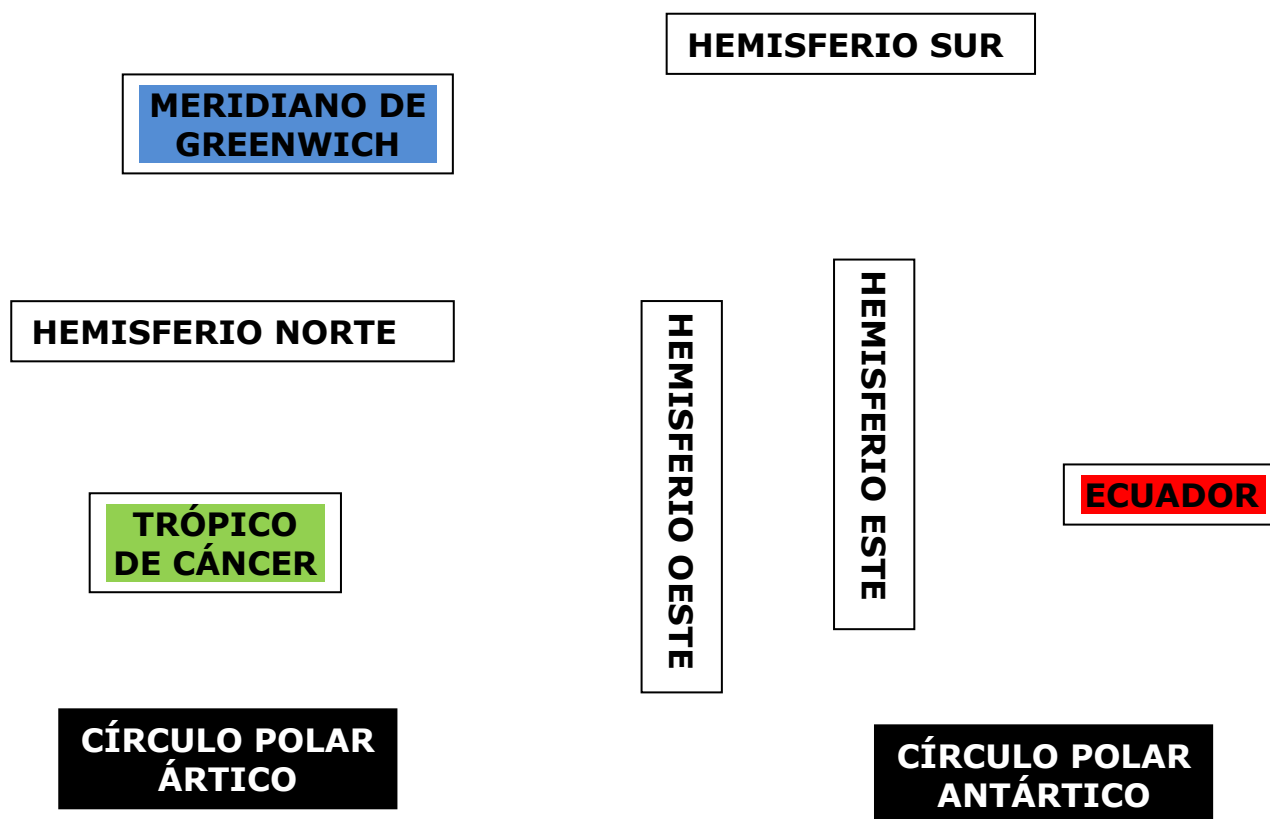 HEMISFERIO SUR
MERIDIANO DE
GREENWICH
HEMISFERIO NORTE
HEMISFERIO OESTE
HEMISFERIO ESTE
ECUADOR
TRÓPICO
DE CÁNCER
CÍRCULO POLAR
ÁRTICO
CÍRCULO POLAR
ANTÁRTICO